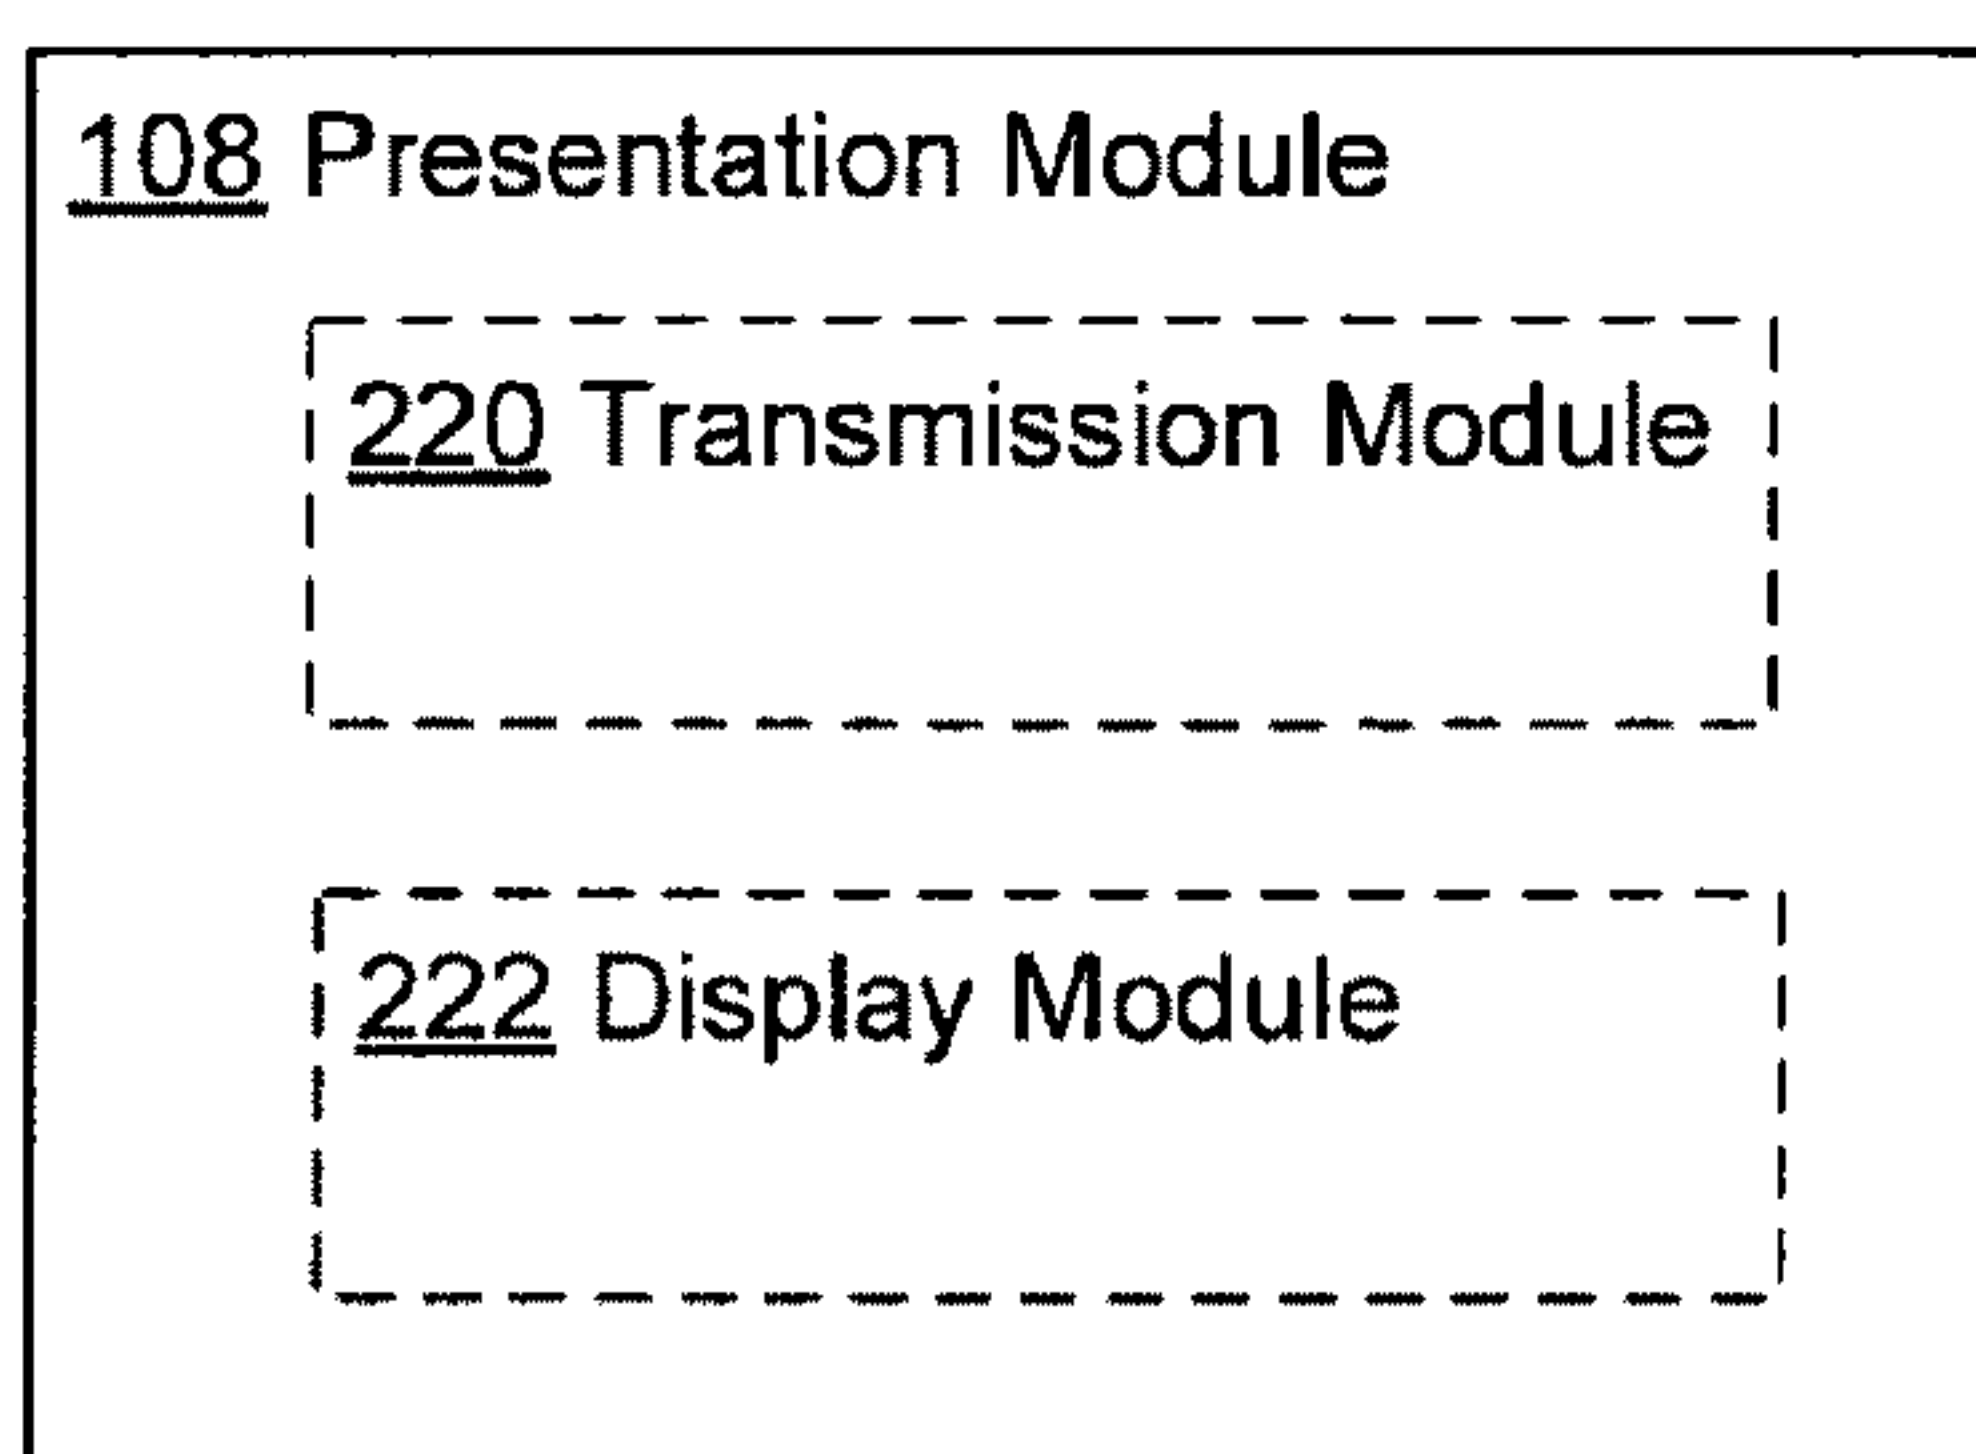 108 Presentation Module
220 Transmission Module
222 Display Module